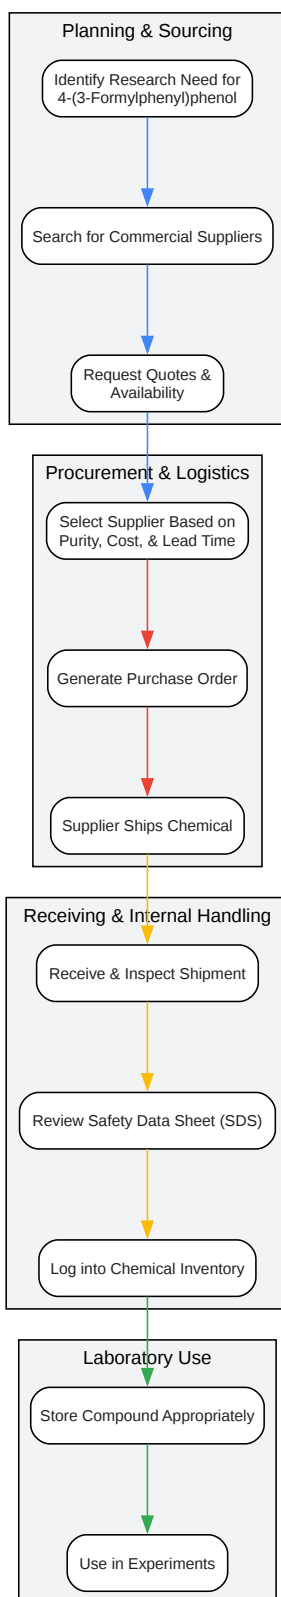 Planning & Sourcing
Identify Research Need for
4-(3-Formylphenyl)phenol
Search for Commercial Suppliers
Request Quotes &
Availability
Procurement & Logistics
Select Supplier Based on
Purity, Cost, & Lead Time
Generate Purchase Order
Supplier Ships Chemical
Receiving & Internal Handling
Receive & Inspect Shipment
Review Safety Data Sheet (SDS)
Log into Chemical Inventory
Laboratory Use
Store Compound Appropriately
Use in Experiments